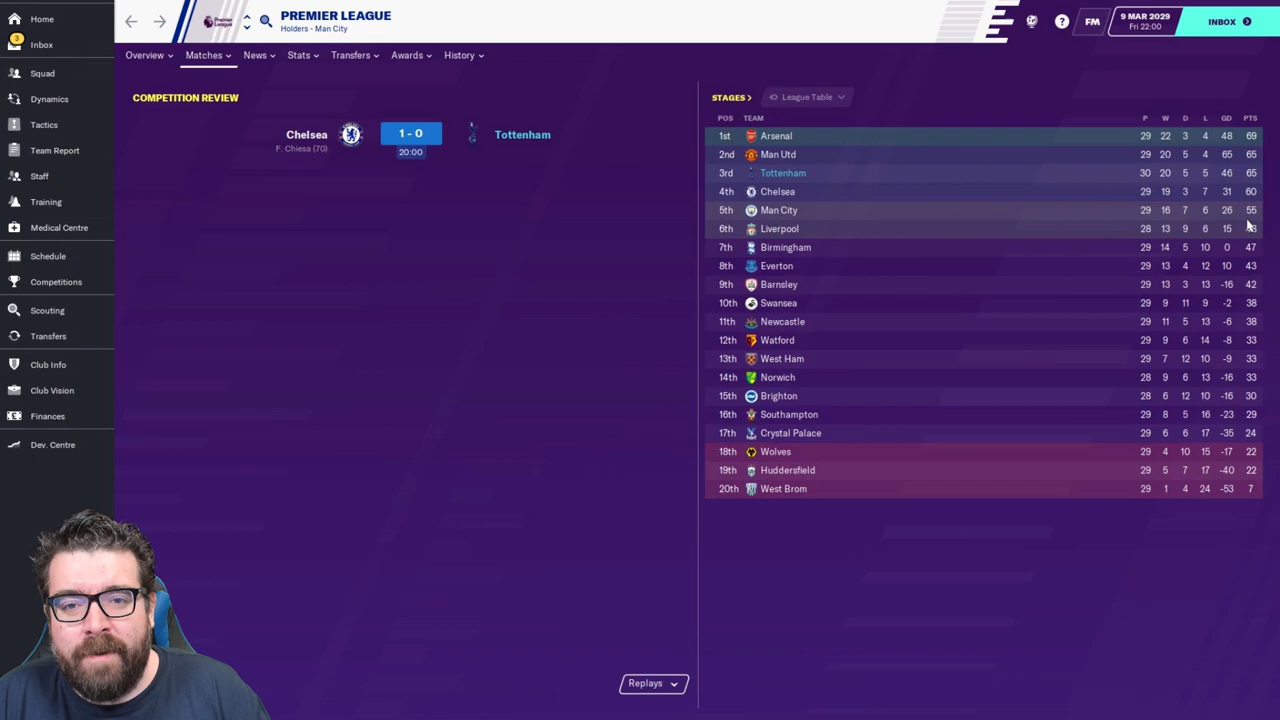 Home
PREMIER LEAGUE
Holders - Man City
FM
9 MAR 2029
Fri 22:00
INBOX
3
Inbox
Overview Matches News Stats Transfers Awards History
Squad
Dynamics
Tactics
Team Report
Staff
Training
Medical Centre
Schedule
Competitions
Scouting
Transfers
Club Info
Club Vision
Finances
Dev. Centre
COMPETITION REVIEW
Chelsea 1 - 0 Tottenham
F. Chiesa (70) 20:00
Replays
STAGES League Table
POS TEAM P W D L GD PTS
1st Arsenal 29 22 3 4 48 69
2nd Man Utd 29 20 5 4 65 65
3rd Tottenham 30 20 5 5 46 65
4th Chelsea 29 19 3 7 31 60
5th Man City 29 16 7 6 26 55
6th Liverpool 28 13 9 6 15
7th Birmingham 29 14 5 10 0 47
8th Everton 29 13 4 12 10 43
9th Barnsley 29 13 3 13 -16 42
10th Swansea 29 9 11 9 -2 38
11th Newcastle 29 11 5 13 -6 38
12th Watford 29 9 6 14 -8 33
13th West Ham 29 7 12 10 -9 33
14th Norwich 28 9 6 13 -16 33
15th Brighton 28 6 12 10 -16 30
16th Southampton 29 8 5 16 -23 29
17th Crystal Palace 29 6 6 17 -35 24
18th Wolves 29 4 10 15 -17 22
19th Huddersfield 29 5 7 17 -40 22
20th West Brom 29 1 4 24 -53 7